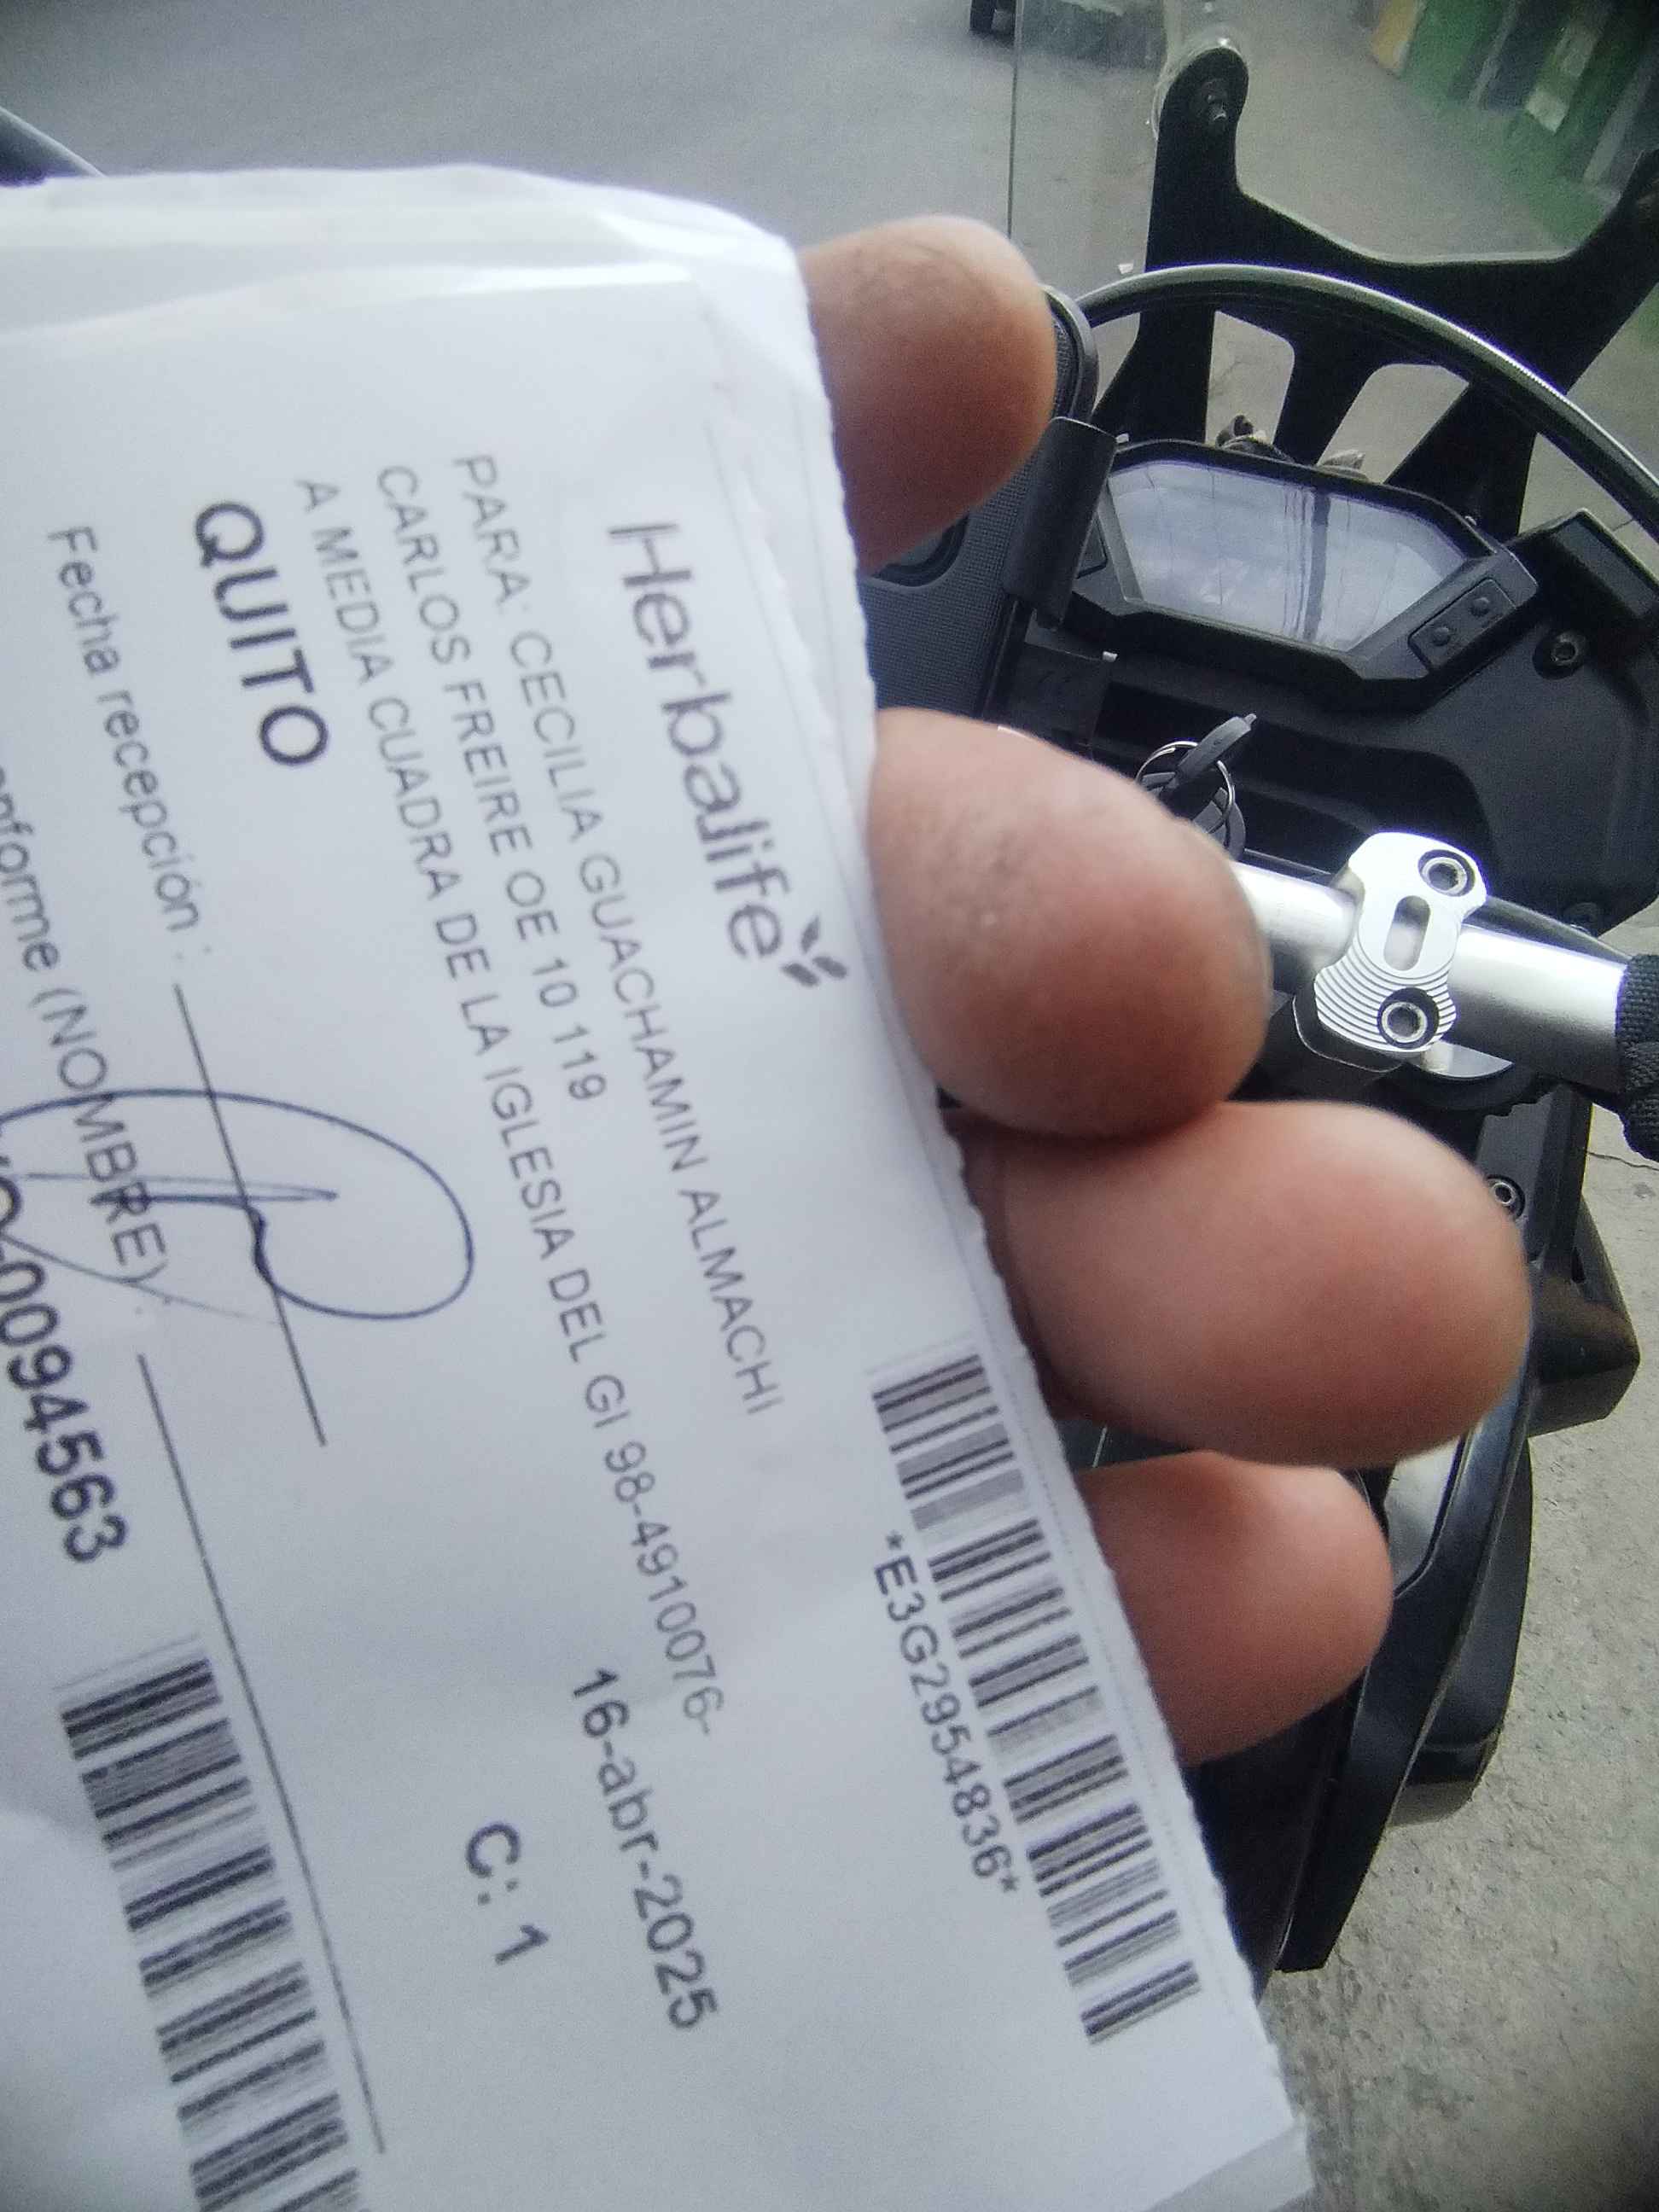 *E3G2954836*
Herbalife
PARA: CECILIA GUACHAMIN ALMACHI
CARLOS FREIRE OE 10 119
A MEDIA CUADRA DE LA IGLESIA DEL GI 98-4910076-
QUITO
16-abr-2025
C: 1
Fecha recepción :
(NOMBRE) :
0094563